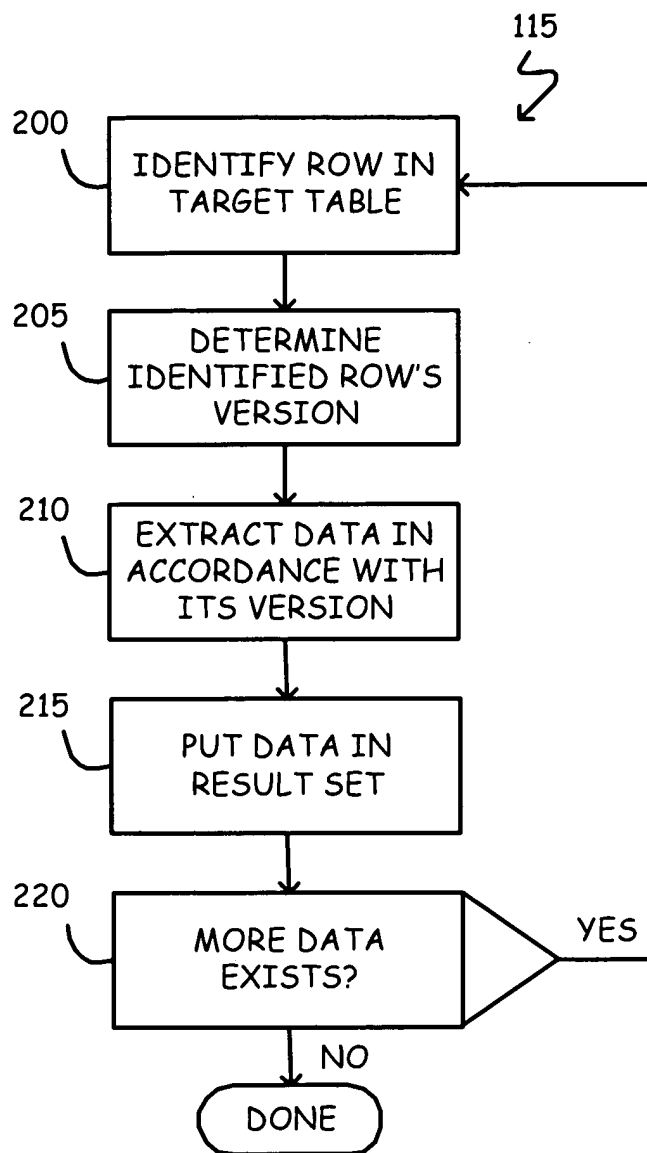 115
200
IDENTIFY ROW IN
TARGET TABLE
205
DETERMINE
IDENTIFIED ROW'S
VERSION
210
EXTRACT DATA IN
ACCORDANCE WITH
ITS VERSION
215
PUT DATA IN
RESULT SET
220
MORE DATA
EXISTS?
YES
NO
DONE